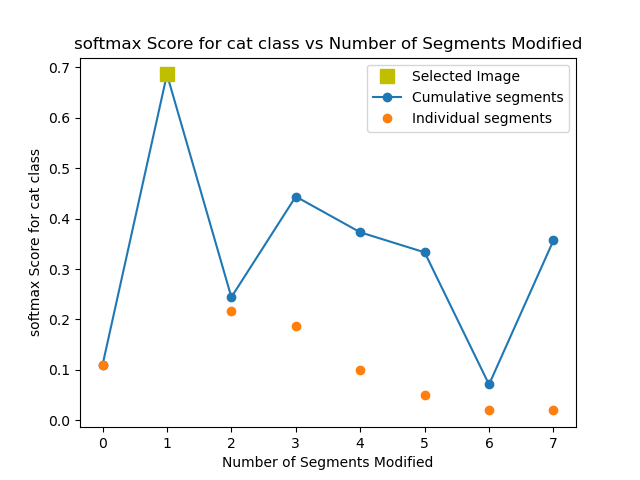 softmax Score for cat class vs Number of Segments Modified
softmax Score for cat class
0.7
0.6
0.5
0.4
0.3
0.2
0.1
0.0
Selected Image
Cumulative segments
Individual segments
0 1 2 3 4 5 6 7
Number of Segments Modified